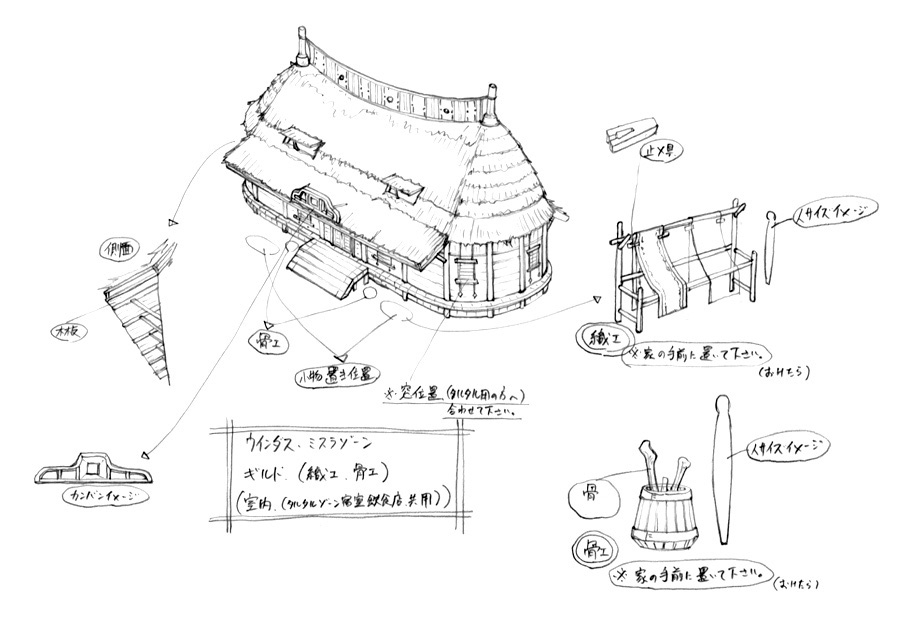 止メ具
人サイズイメージ
側面
木板
骨工
小物置き位置
織工
※家の手前に置いて下さい。
(おけたら)
※窓位置(タルタル用の方へ)
合わせて下さい。
カンバンイメージ
ウインダス.ミスラゾーン
ギルド.(織工.骨工)
(室内.(タルタルゾーン宿室飲食店.共用))
人サイズイメージ
骨
骨工
※家の手前に置いて下さい。
(おけたら)